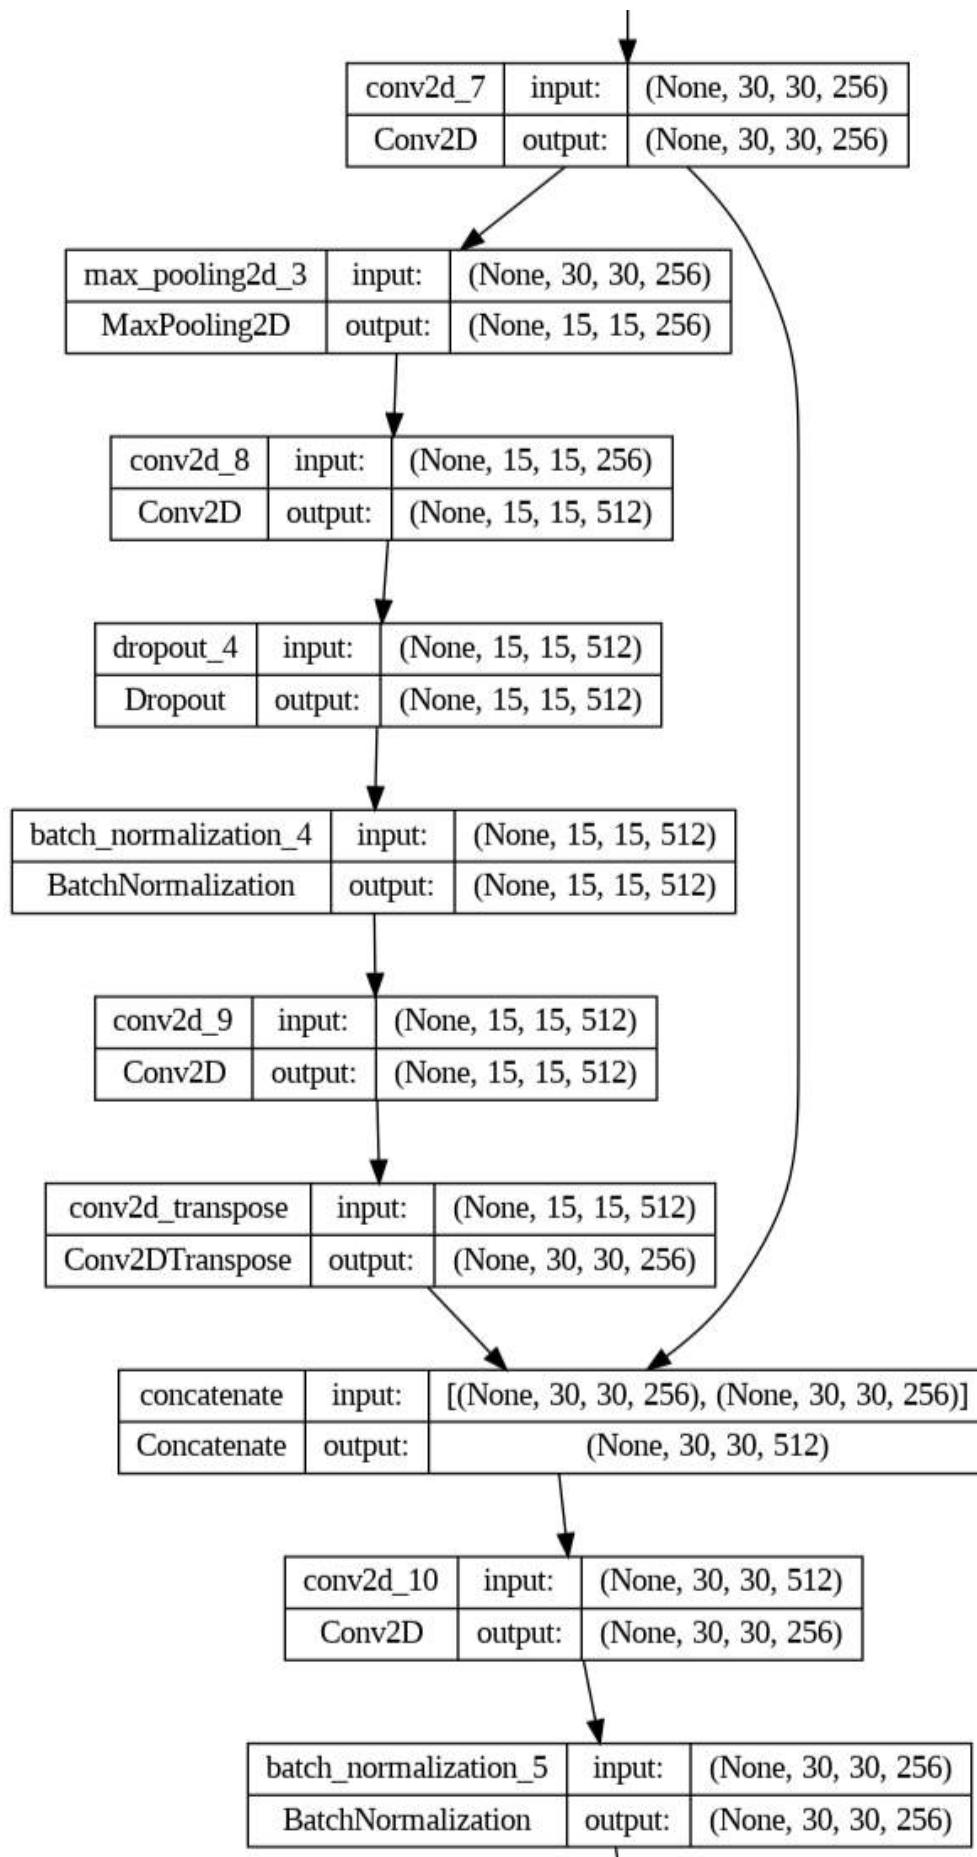 conv2d_7 input: (None, 30, 30, 256)
Conv2D output: (None, 30, 30, 256)
max_pooling2d_3 input: (None, 30, 30, 256)
MaxPooling2D output: (None, 15, 15, 256)
conv2d_8 input: (None, 15, 15, 256)
Conv2D output: (None, 15, 15, 512)
dropout_4 input: (None, 15, 15, 512)
Dropout output: (None, 15, 15, 512)
batch_normalization_4 input: (None, 15, 15, 512)
BatchNormalization output: (None, 15, 15, 512)
conv2d_9 input: (None, 15, 15, 512)
Conv2D output: (None, 15, 15, 512)
conv2d_transpose input: (None, 15, 15, 512)
Conv2DTranspose output: (None, 30, 30, 256)
concatenate input: [(None, 30, 30, 256), (None, 30, 30, 256)]
Concatenate output: (None, 30, 30, 512)
conv2d_10 input: (None, 30, 30, 512)
Conv2D output: (None, 30, 30, 256)
batch_normalization_5 input: (None, 30, 30, 256)
BatchNormalization output: (None, 30, 30, 256)